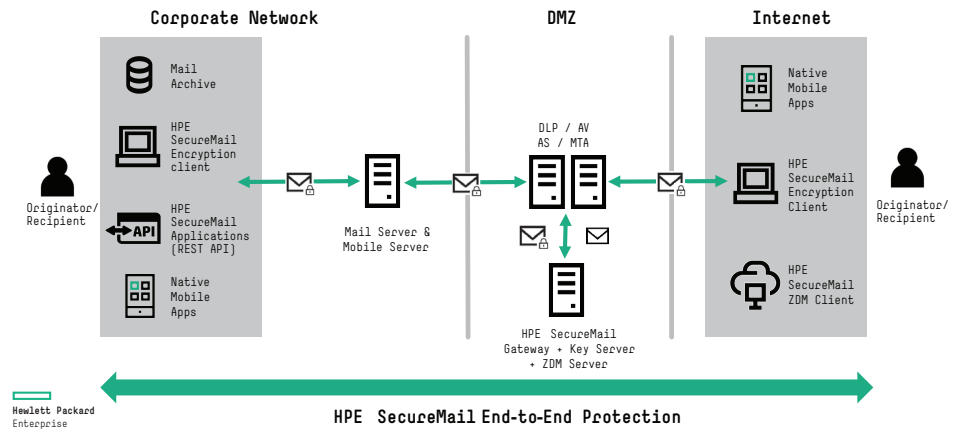 Corporate Network
DMZ
Internet
Mail
Archive
HPE
SecureMail
Encryption
client
HPE
SecureMail
Applications
(REST API)
API
Native
Mobile
Apps
Originator/
Recipient
Mail Server &
Mobile Server
DLP / AV
AS / MTA
HPE SecureMail
Gateway + Key Server
+ ZDM Server
Native
Mobile
Apps
HPE
SecureMail
Encryption
Client
HPE
SecureMail
ZDM Client
Originator/
Recipient
Hewlett Packard
Enterprise
HPE SecureMail End-to-End Protection